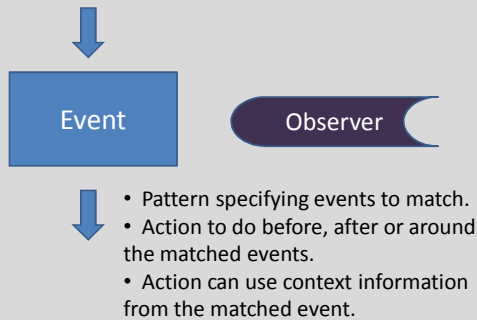 Event
Observer
• Pattern specifying events to match.
• Action to do before, after or around
the matched events.
• Action can use context information
from the matched event.